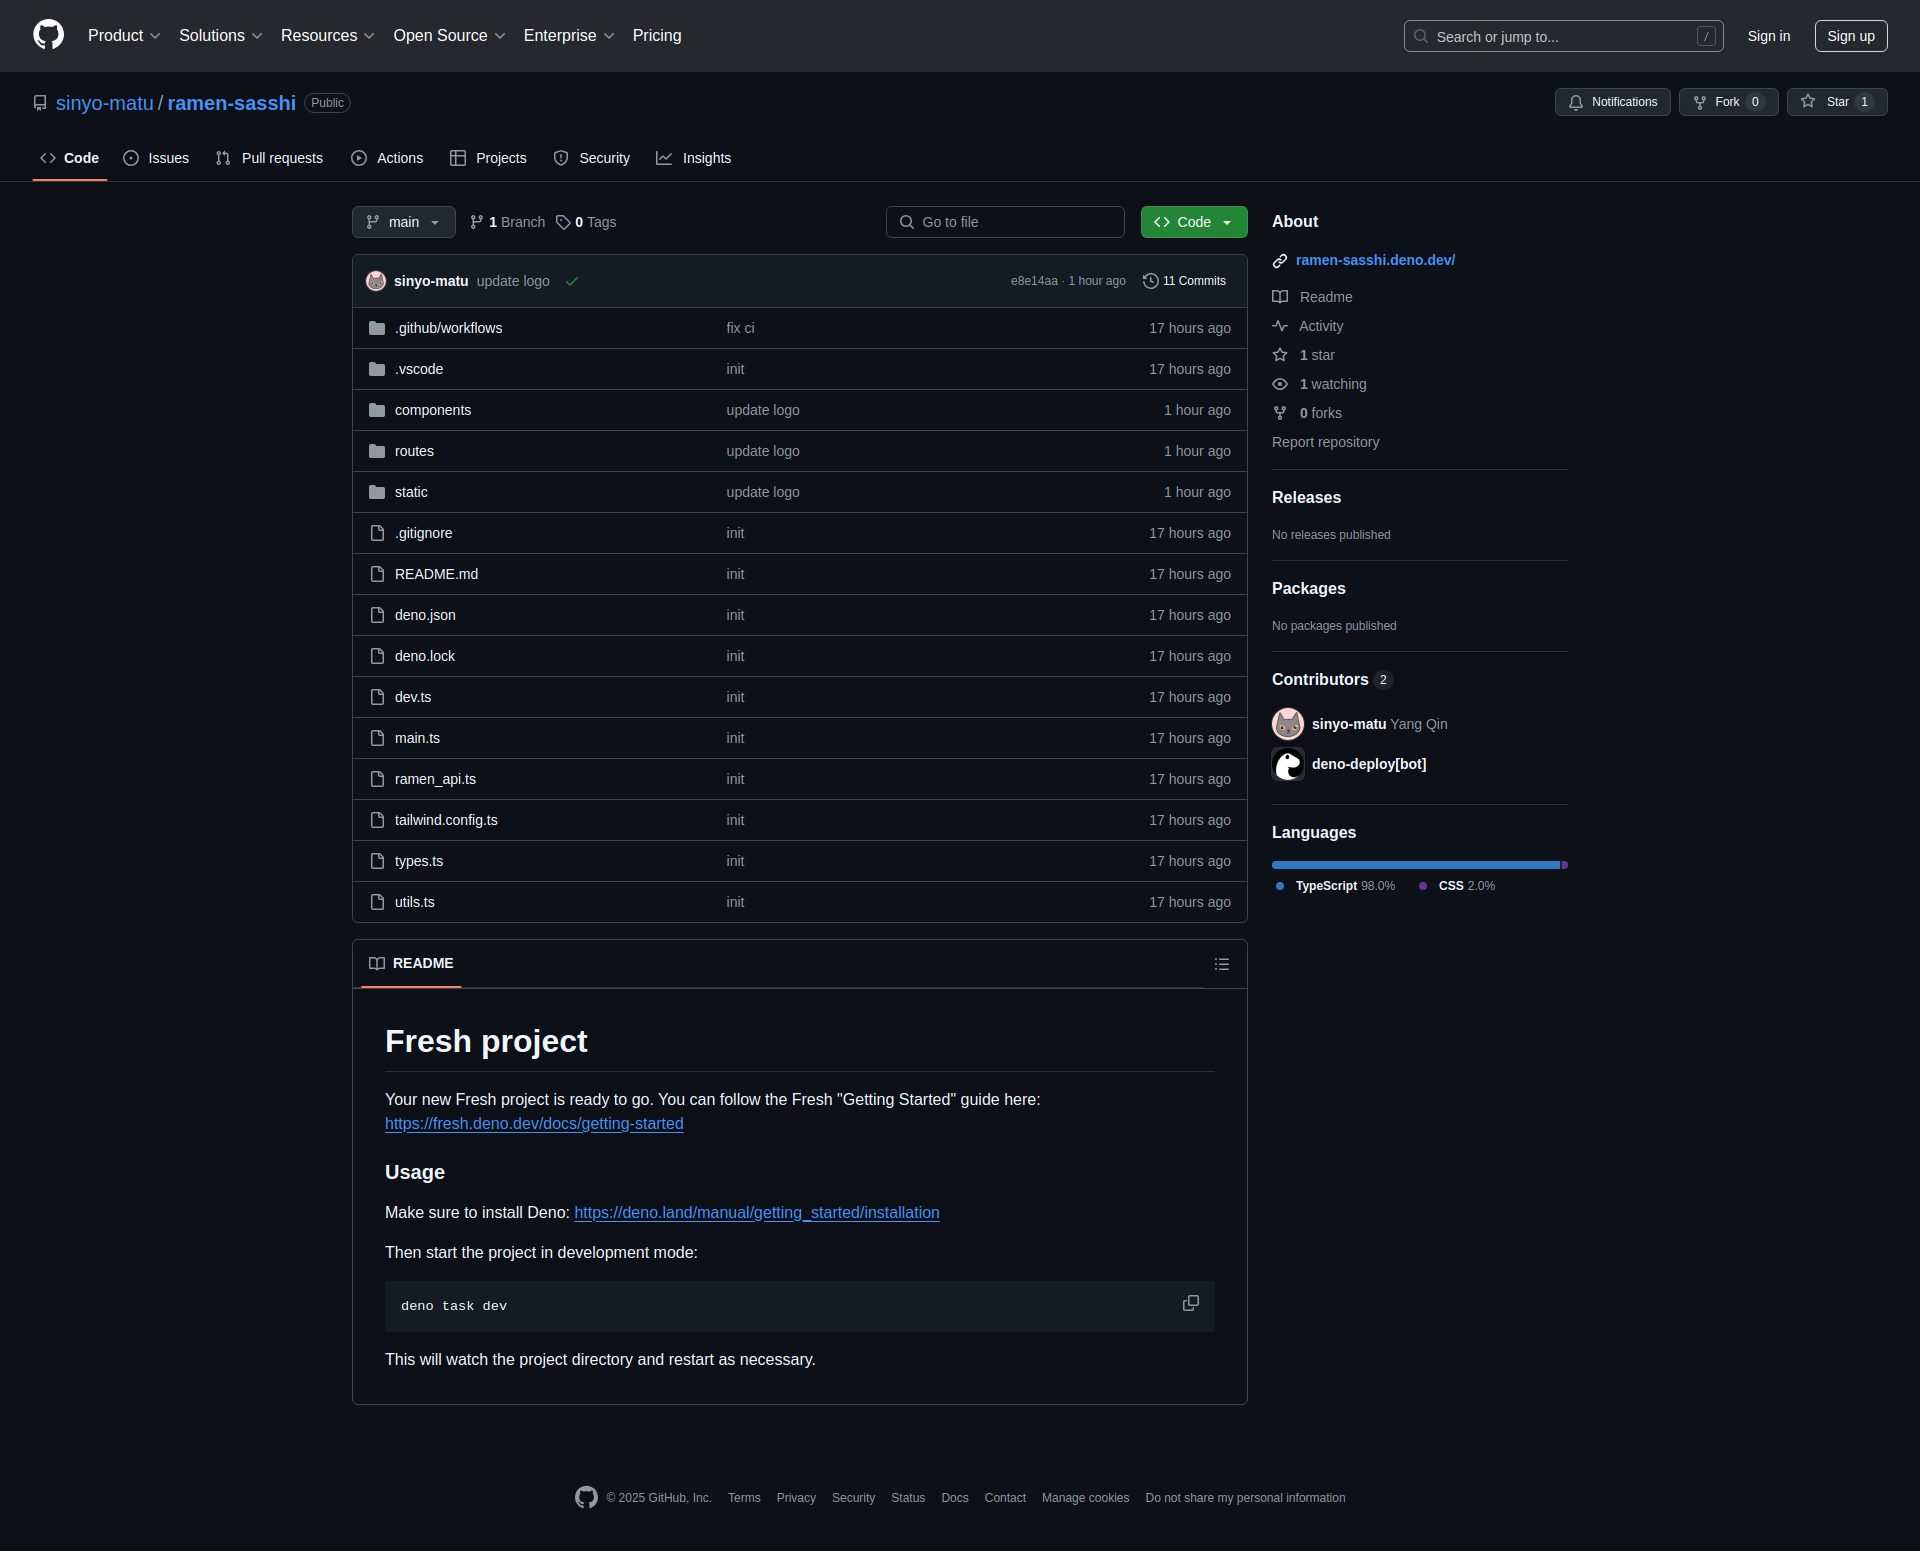 Product Solutions Resources Open Source Enterprise Pricing Search or jump to... / Sign in Sign up
sinyo-matu / ramen-sasshi Public Notifications Fork 0 Star 1
Code Issues Pull requests Actions Projects Security Insights
main 1 Branch 0 Tags Go to file Code
sinyo-matu update logo e8e14aa · 1 hour ago 11 Commits
.github/workflows fix ci 17 hours ago
.vscode init 17 hours ago
components update logo 1 hour ago
routes update logo 1 hour ago
static update logo 1 hour ago
.gitignore init 17 hours ago
README.md init 17 hours ago
deno.json init 17 hours ago
deno.lock init 17 hours ago
dev.ts init 17 hours ago
main.ts init 17 hours ago
ramen_api.ts init 17 hours ago
tailwind.config.ts init 17 hours ago
types.ts init 17 hours ago
utils.ts init 17 hours ago
README
Fresh project
Your new Fresh project is ready to go. You can follow the Fresh "Getting Started" guide here:
https://fresh.deno.dev/docs/getting-started
Usage
Make sure to install Deno: https://deno.land/manual/getting_started/installation
Then start the project in development mode:
deno task dev
This will watch the project directory and restart as necessary.
About
ramen-sasshi.deno.dev/
Readme
Activity
1 star
1 watching
0 forks
Report repository
Releases
No releases published
Packages
No packages published
Contributors 2
sinyo-matu Yang Qin
deno-deploy[bot]
Languages
TypeScript 98.0% CSS 2.0%
© 2025 GitHub, Inc. Terms Privacy Security Status Docs Contact Manage cookies Do not share my personal information